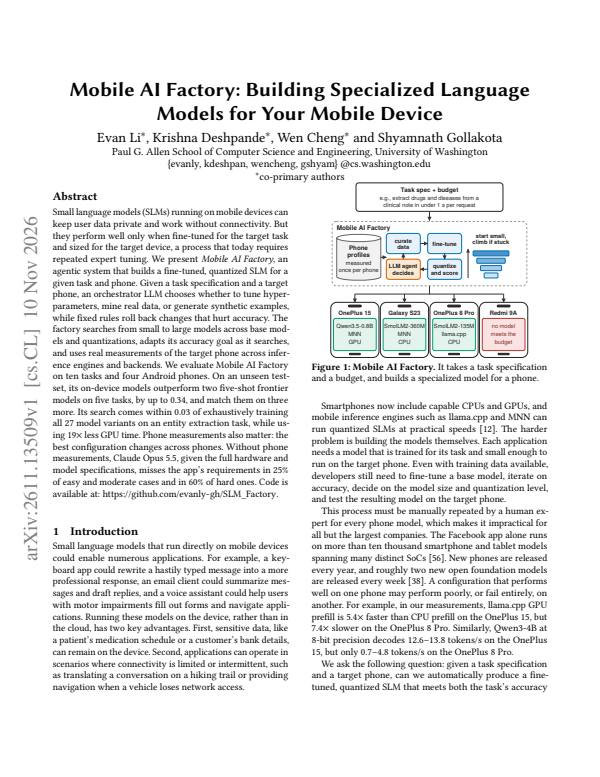 Mobile AI Factory: Building Specialized Language
Models for Your Mobile Device
Evan Li*, Krishna Deshpande*, Wen Cheng* and Shyamnath Gollakota
Paul G. Allen School of Computer Science and Engineering, University of Washington
{evanly, kdeshpan, wencheng, gshyam} @cs.washington.edu
*co-primary authors
arXiv:2611.13509v1 [cs.CL] 10 Nov 2026
Abstract
Small language models (SLMs) running on mobile devices can
keep user data private and work without connectivity. But
they perform well only when fine-tuned for the target task
and sized for the target device, a process that today requires
repeated expert tuning. We present Mobile AI Factory, an
agentic system that builds a fine-tuned, quantized SLM for a
given task and phone. Given a task specification and a target
phone, an orchestrator LLM chooses whether to tune hyper-
parameters, mine real data, or generate synthetic examples,
while fixed rules roll back changes that hurt accuracy. The
factory searches from small to large models across base mod-
els and quantizations, adapts its accuracy goal as it searches,
and uses real measurements of the target phone across infer-
ence engines and backends. We evaluate Mobile AI Factory
on ten tasks and four Android phones. On an unseen test-
set, its on-device models outperform two five-shot frontier
models on five tasks, by up to 0.34, and match them on three
more. Its search comes within 0.03 of exhaustively training
all 27 model variants on an entity extraction task, while us-
ing 19× less GPU time. Phone measurements also matter: the
best configuration changes across phones. Without phone
measurements, Claude Opus 5.5, given the full hardware and
model specifications, misses the app's requirements in 25%
of easy and moderate cases and in 60% of hard ones. Code is
available at: https://github.com/evanly-gh/SLM_Factory.
1 Introduction
Small language models that run directly on mobile devices
could enable numerous applications. For example, a key-
board app could rewrite a hastily typed message into a more
professional response, an email client could summarize mes-
sages and draft replies, and a voice assistant could help users
with motor impairments fill out forms and navigate appli-
cations. Running these models on the device, rather than in
the cloud, has two key advantages. First, sensitive data, like
a patient's medication schedule or a customer's bank details,
can remain on the device. Second, applications can operate in
scenarios where connectivity is limited or intermittent, such
as translating a conversation on a hiking trail or providing
navigation when a vehicle loses network access.
Task spec + budget
e.g., extract drugs and diseases from a
clinical note in under 1 s per request
Mobile AI Factory
Phone
profiles
measured
once per phone
curate
data
fine-tune
LLM agent
decides
quantize
and score
start small,
climb if stuck
OnePlus 15
Qwen3.5-0.8B
MNN
GPU
Galaxy S23
SmolLM2-360M
MNN
CPU
OnePlus 8 Pro
SmolLM2-135M
llama.cpp
CPU
Redmi 9A
no model
meets the
budget
Figure 1: Mobile AI Factory. It takes a task specification
and a budget, and builds a specialized model for a phone.
Smartphones now include capable CPUs and GPUs, and
mobile inference engines such as llama.cpp and MNN can
run quantized SLMs at practical speeds [12]. The harder
problem is building the models themselves. Each application
needs a model that is trained for its task and small enough to
run on the target phone. Even with training data available,
developers still need to fine-tune a base model, iterate on
accuracy, decide on model size and quantization level,
and test the resulting model on the target phone.
This process must be manually repeated by a human ex-
pert for every phone model, which makes it impractical for
all but the largest companies. The Facebook app alone runs
on more than ten thousand smartphone and tablet models
spanning many distinct SoCs [56]. New phones are released
every year, and roughly two new open foundation models
are released every week [38]. A configuration that performs
well on one phone may perform poorly, or fail entirely, on
another. For example, in our measurements, llama.cpp GPU
prefill is 5.4× faster than CPU prefill on the OnePlus 15, but
7.4× slower on the OnePlus 8 Pro. Similarly, Qwen3-4B at
8-bit precision decodes 12.6–13.8 tokens/s on the OnePlus
15, but only 0.7–4.8 tokens/s on the OnePlus 8 Pro.
We ask the following question: given a task specification
and a target phone, can we automatically produce a fine-
tuned, quantized SLM that meets both the task's accuracy